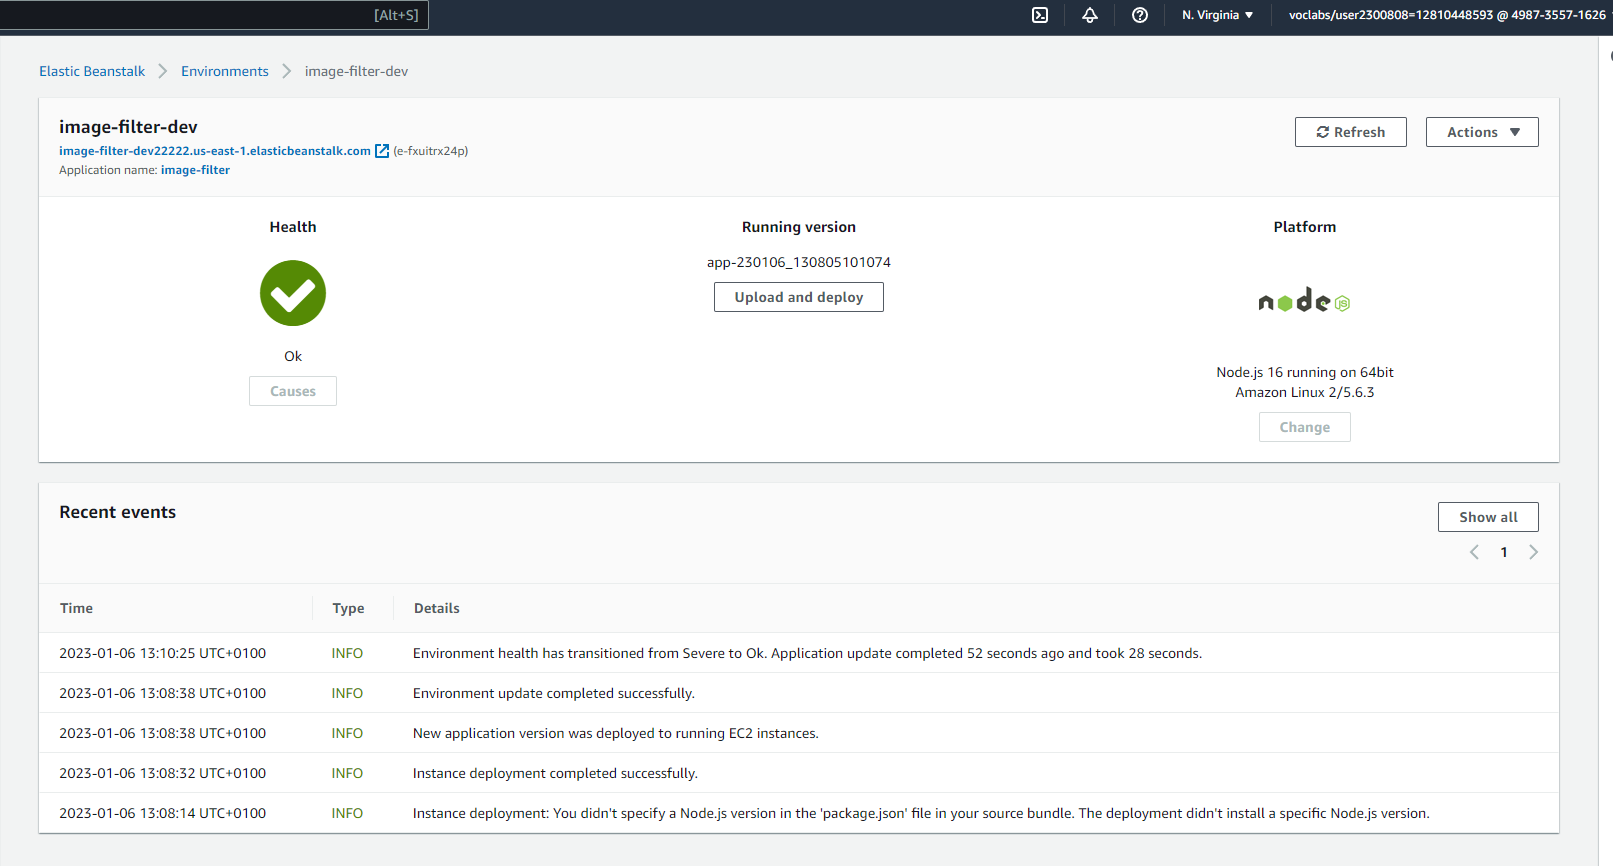 [Alt+S]
N. Virginia
voclabs/user2300808=12810448593 @ 4987-3557-1626
Elastic Beanstalk
Environments
image-filter-dev
image-filter-dev
image-filter-dev22222.us-east-1.elasticbeanstalk.com (e-fxuitrx24p)
Application name: image-filter
Refresh
Actions
Health
Ok
Causes
Running version
app-230106_130805101074
Upload and deploy
Platform
node JS
Node.js 16 running on 64bit
Amazon Linux 2/5.6.3
Change
Recent events
Show all
1
Time Type Details
2023-01-06 13:10:25 UTC+0100 INFO Environment health has transitioned from Severe to Ok. Application update completed 52 seconds ago and took 28 seconds.
2023-01-06 13:08:38 UTC+0100 INFO Environment update completed successfully.
2023-01-06 13:08:38 UTC+0100 INFO New application version was deployed to running EC2 instances.
2023-01-06 13:08:32 UTC+0100 INFO Instance deployment completed successfully.
2023-01-06 13:08:14 UTC+0100 INFO Instance deployment: You didn't specify a Node.js version in the 'package.json' file in your source bundle. The deployment didn't install a specific Node.js version.